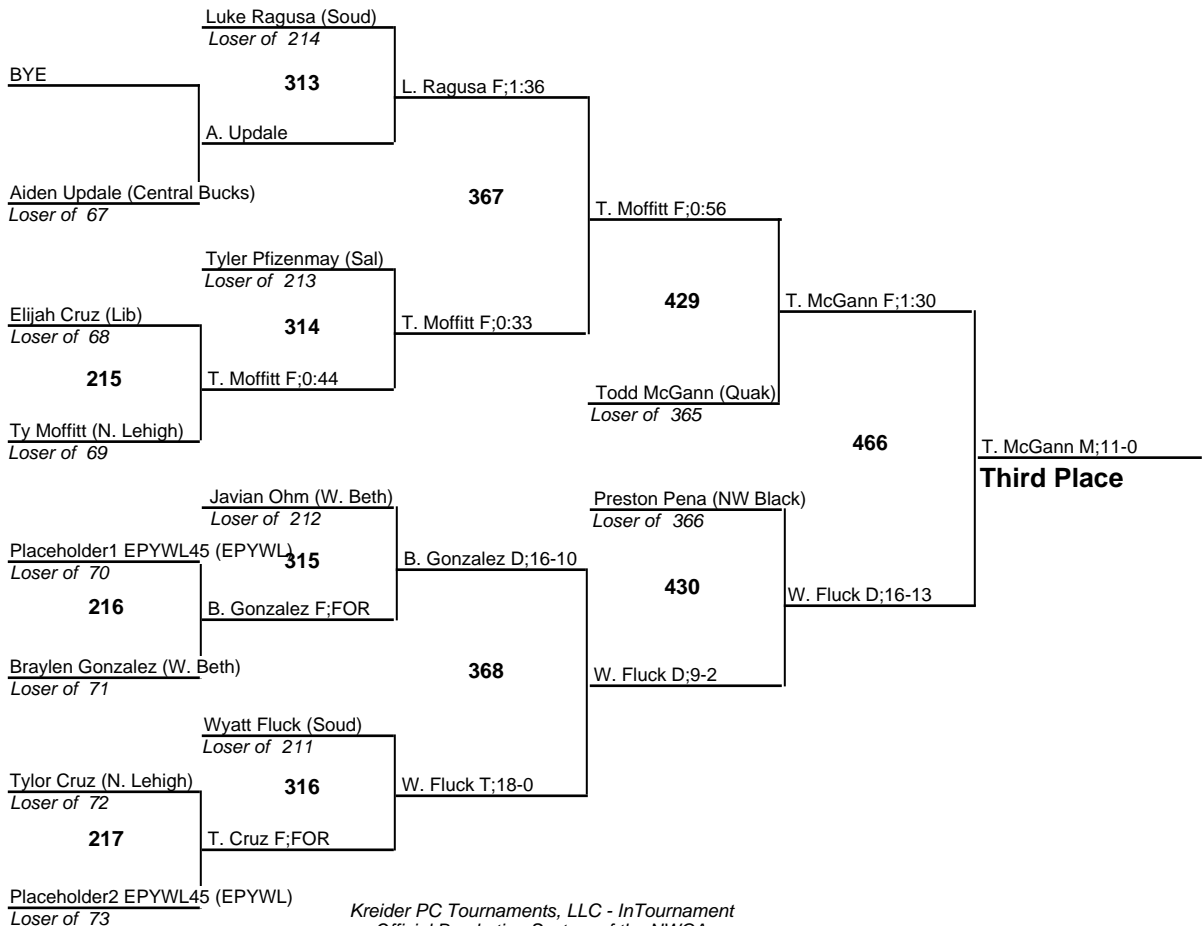 Luke Ragusa (Soud)
Loser of 214
BYE
313
L. Ragusa F;1:36
A. Updale
Aiden Updale (Central Bucks)
Loser of 67
367
T. Moffitt F;0:56
Tyler Pfizenmay (Sal)
Loser of 213
Elijah Cruz (Lib)
Loser of 68
314
T. Moffitt F;0:33
429
T. McGann F;1:30
215
T. Moffitt F;0:44
Todd McGann (Quak)
Loser of 365
Ty Moffitt (N. Lehigh)
Loser of 69
466
T. McGann M;11-0
Third Place
Javian Ohm (W. Beth)
Loser of 212
Preston Pena (NW Black)
Loser of 366
Placeholder1 EPYWL45 (EPYWL)
Loser of 70
315
B. Gonzalez D;16-10
430
W. Fluck D;16-13
216
B. Gonzalez F;FOR
Braylen Gonzalez (W. Beth)
Loser of 71
368
W. Fluck D;9-2
Wyatt Fluck (Soud)
Loser of 211
Tylor Cruz (N. Lehigh)
Loser of 72
316
W. Fluck T;18-0
217
T. Cruz F;FOR
Placeholder2 EPYWL45 (EPYWL)
Loser of 73
Kreider PC Tournaments, LLC - InTournament